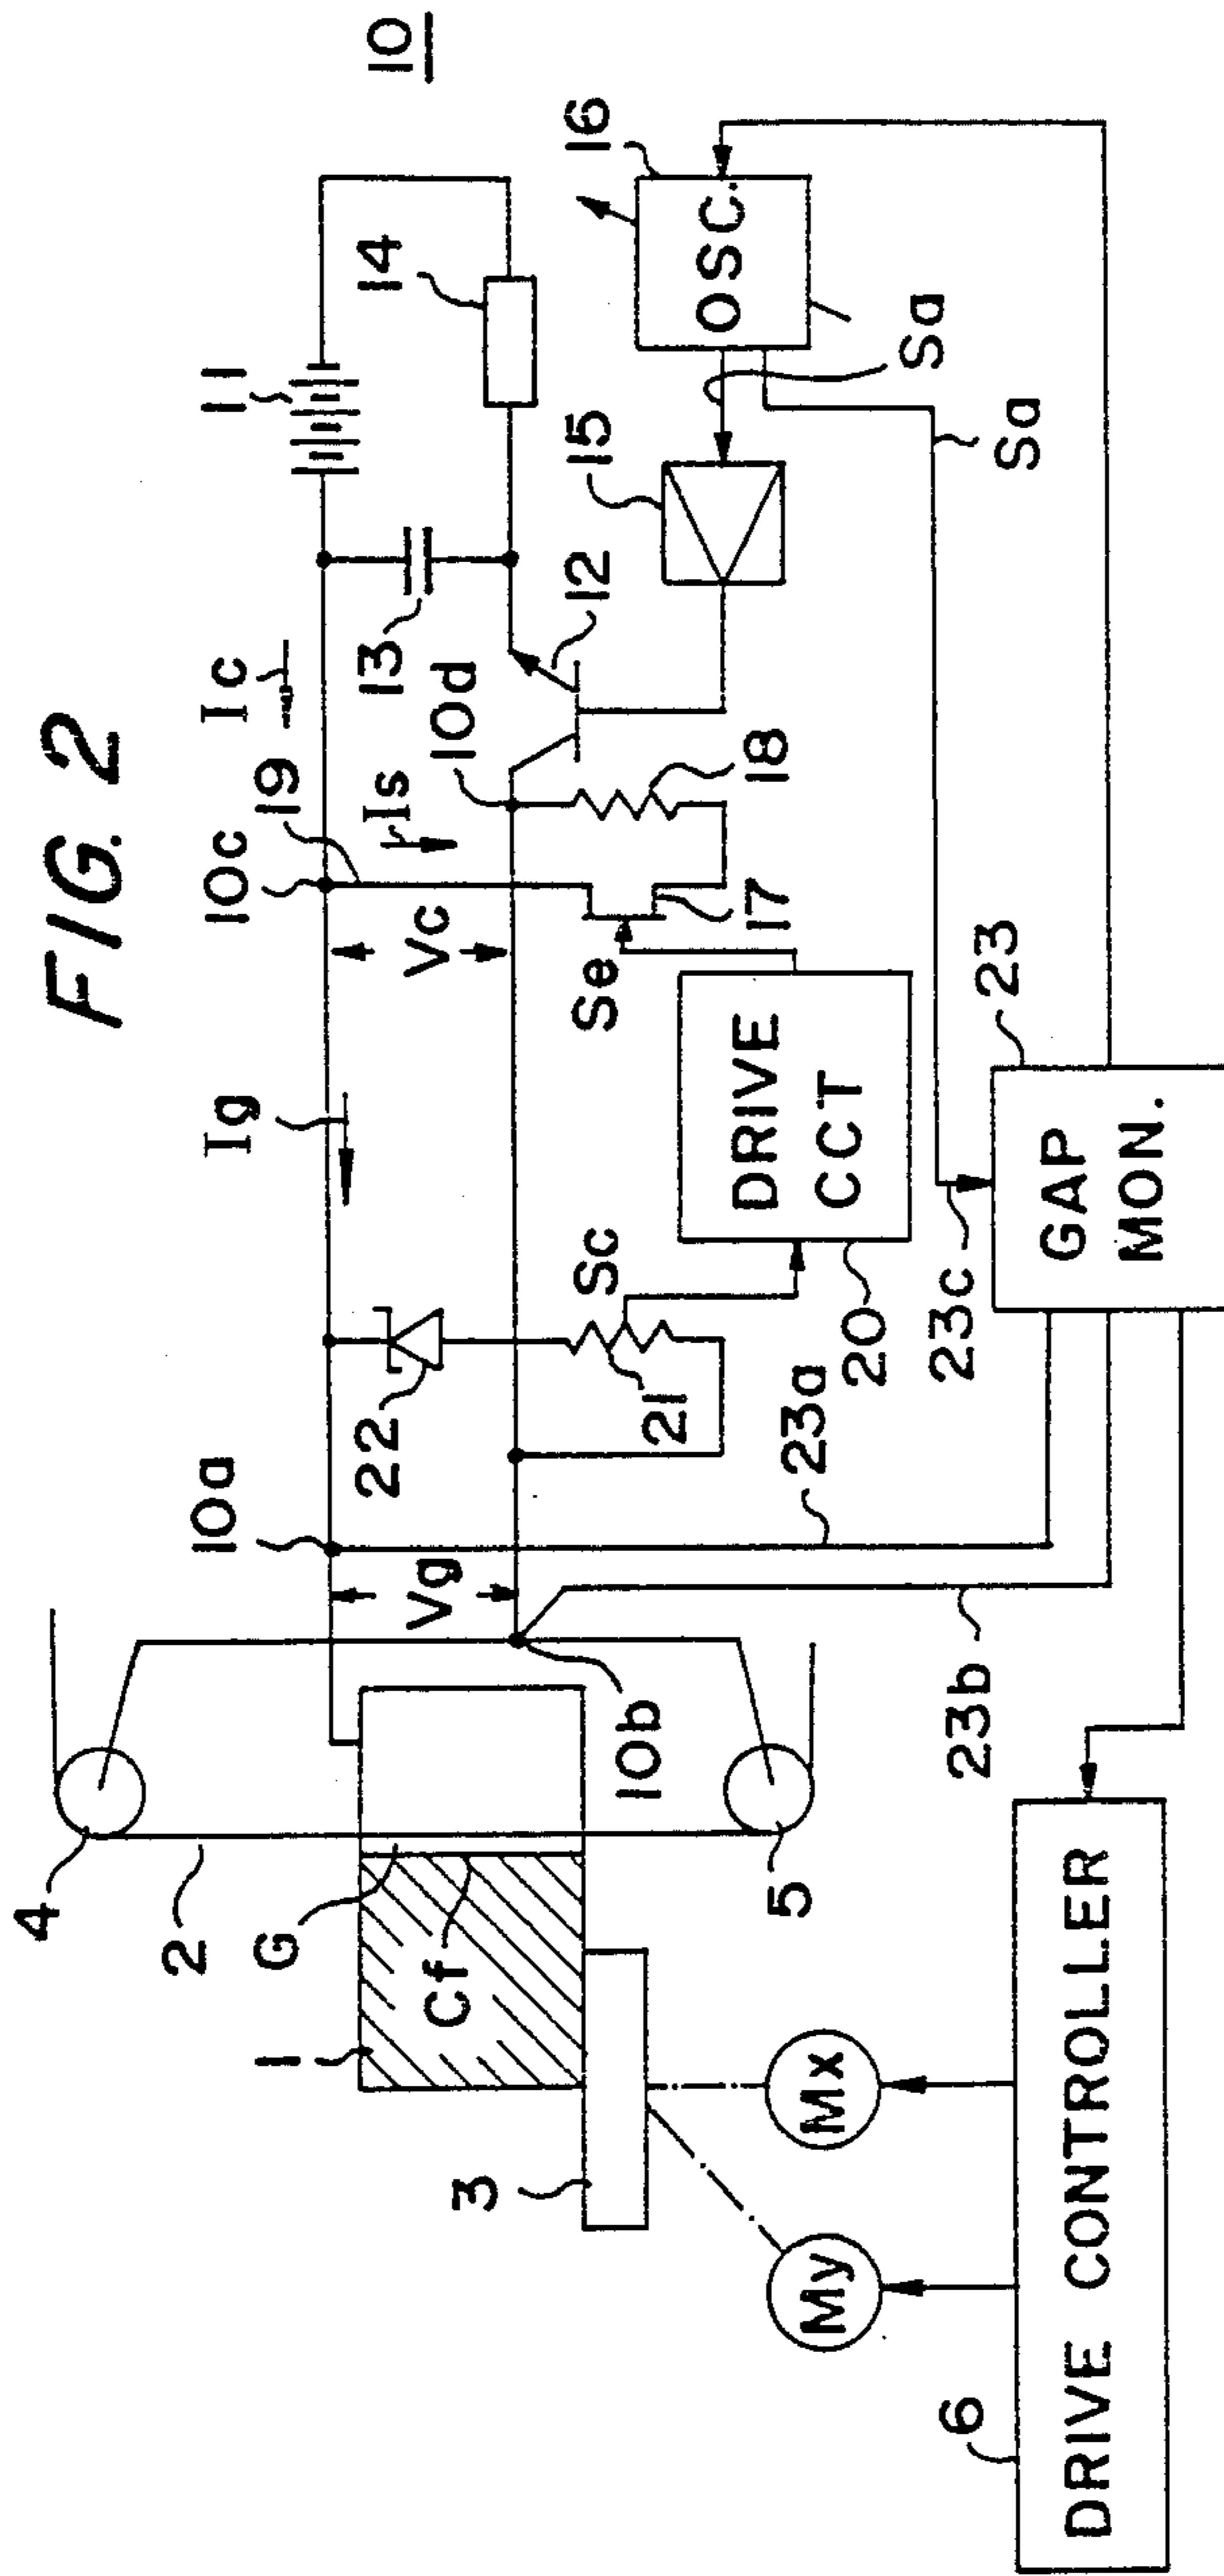 FIG. 2
10
11
14
16
OSC.
Sa
Sa
15
13
12
Ic
10d
18
19
Is
10c
Vc
17
Se
DRIVE
CCT
20
23
GAP
MON.
23c
Ig
Sc
21
22
10a
23a
Vg
10b
23b
4
2
G
Cf
1
5
3
Mx
My
6
DRIVE CONTROLLER